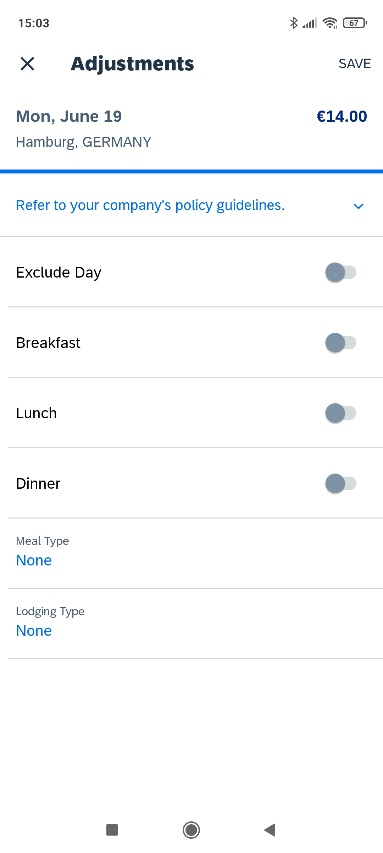 15:03
67
Adjustments
SAVE
Mon, June 19
€14.00
Hamburg, GERMANY
Refer to your company's policy guidelines.
Exclude Day
Breakfast
Lunch
Dinner
Meal Type
None
Lodging Type
None